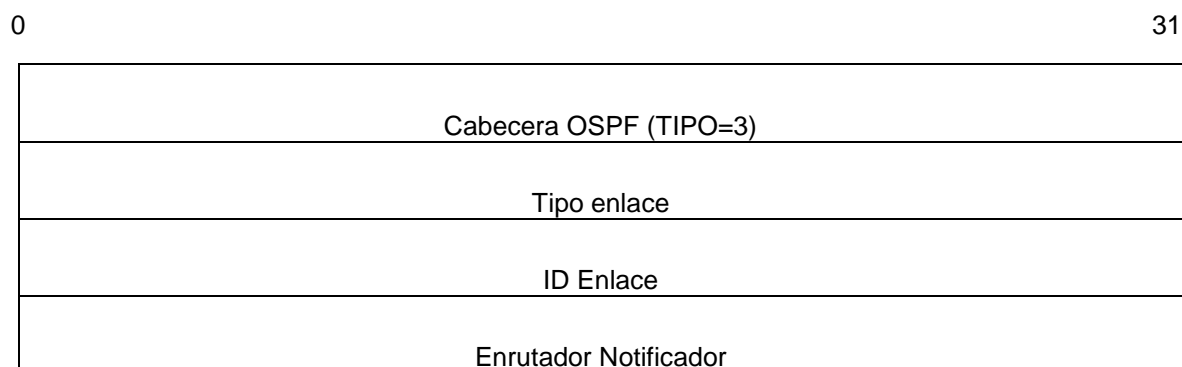 0 31
Cabecera OSPF (TIPO=3)
Tipo enlace
ID Enlace
Enrutador Notificador